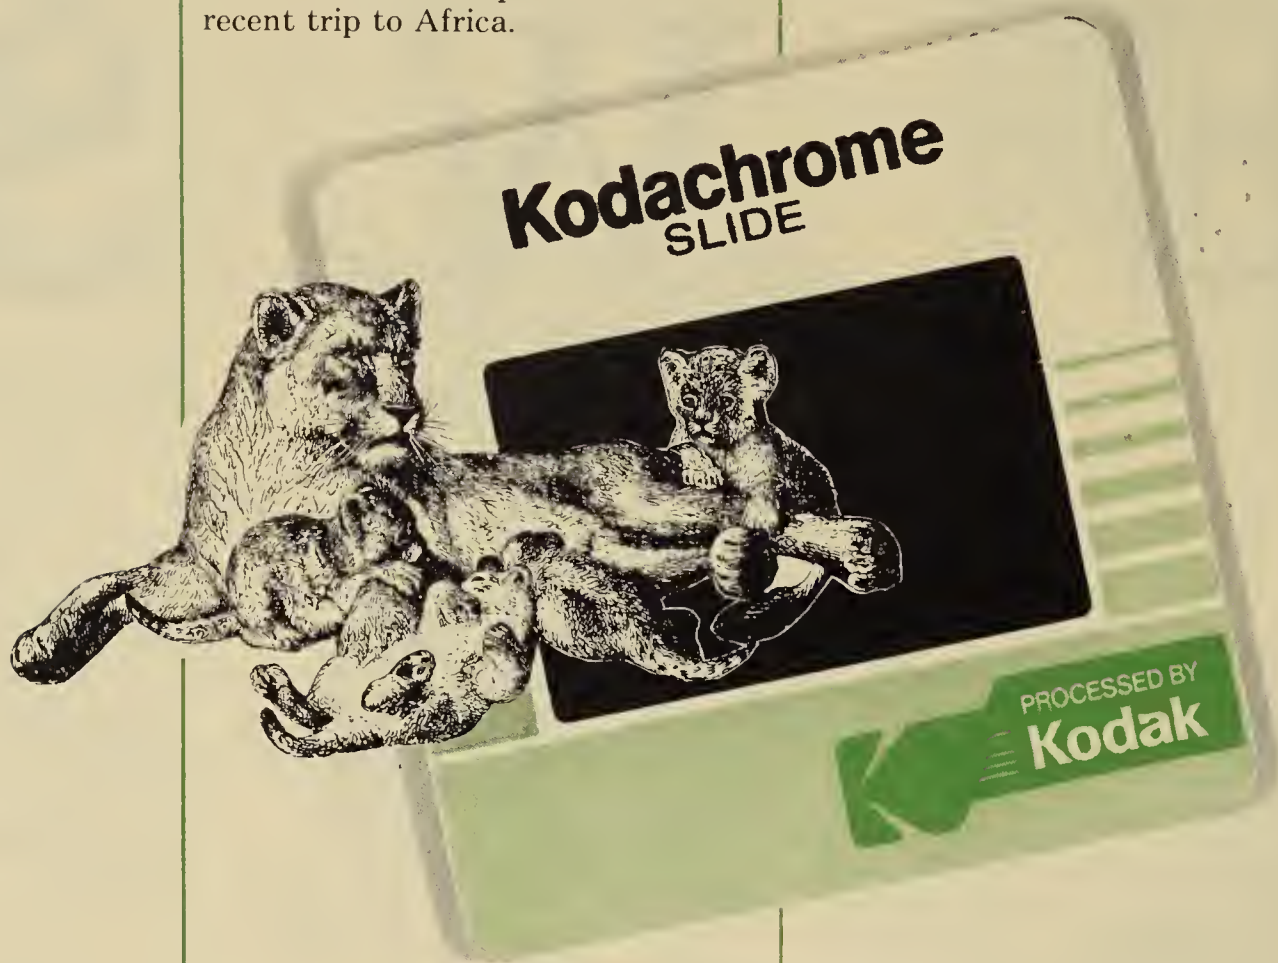 recent trip to Africa.
Kodachrome
SLIDE
PROCESSED BY
Kodak